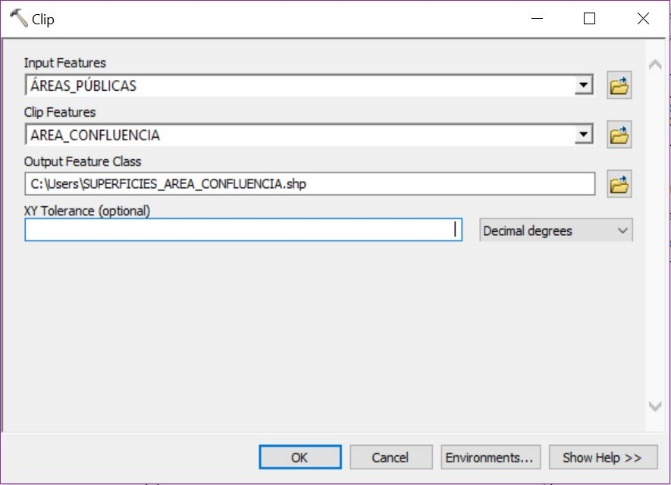 Clip
Input Features
ÁREAS_PÚBLICAS
Clip Features
AREA_CONFLUENCIA
Output Feature Class
C:\Users\SUPERFICIES_AREA_CONFLUENCIA.shp
XY Tolerance (optional)
Decimal degrees
OK Cancel Environments... Show Help >>